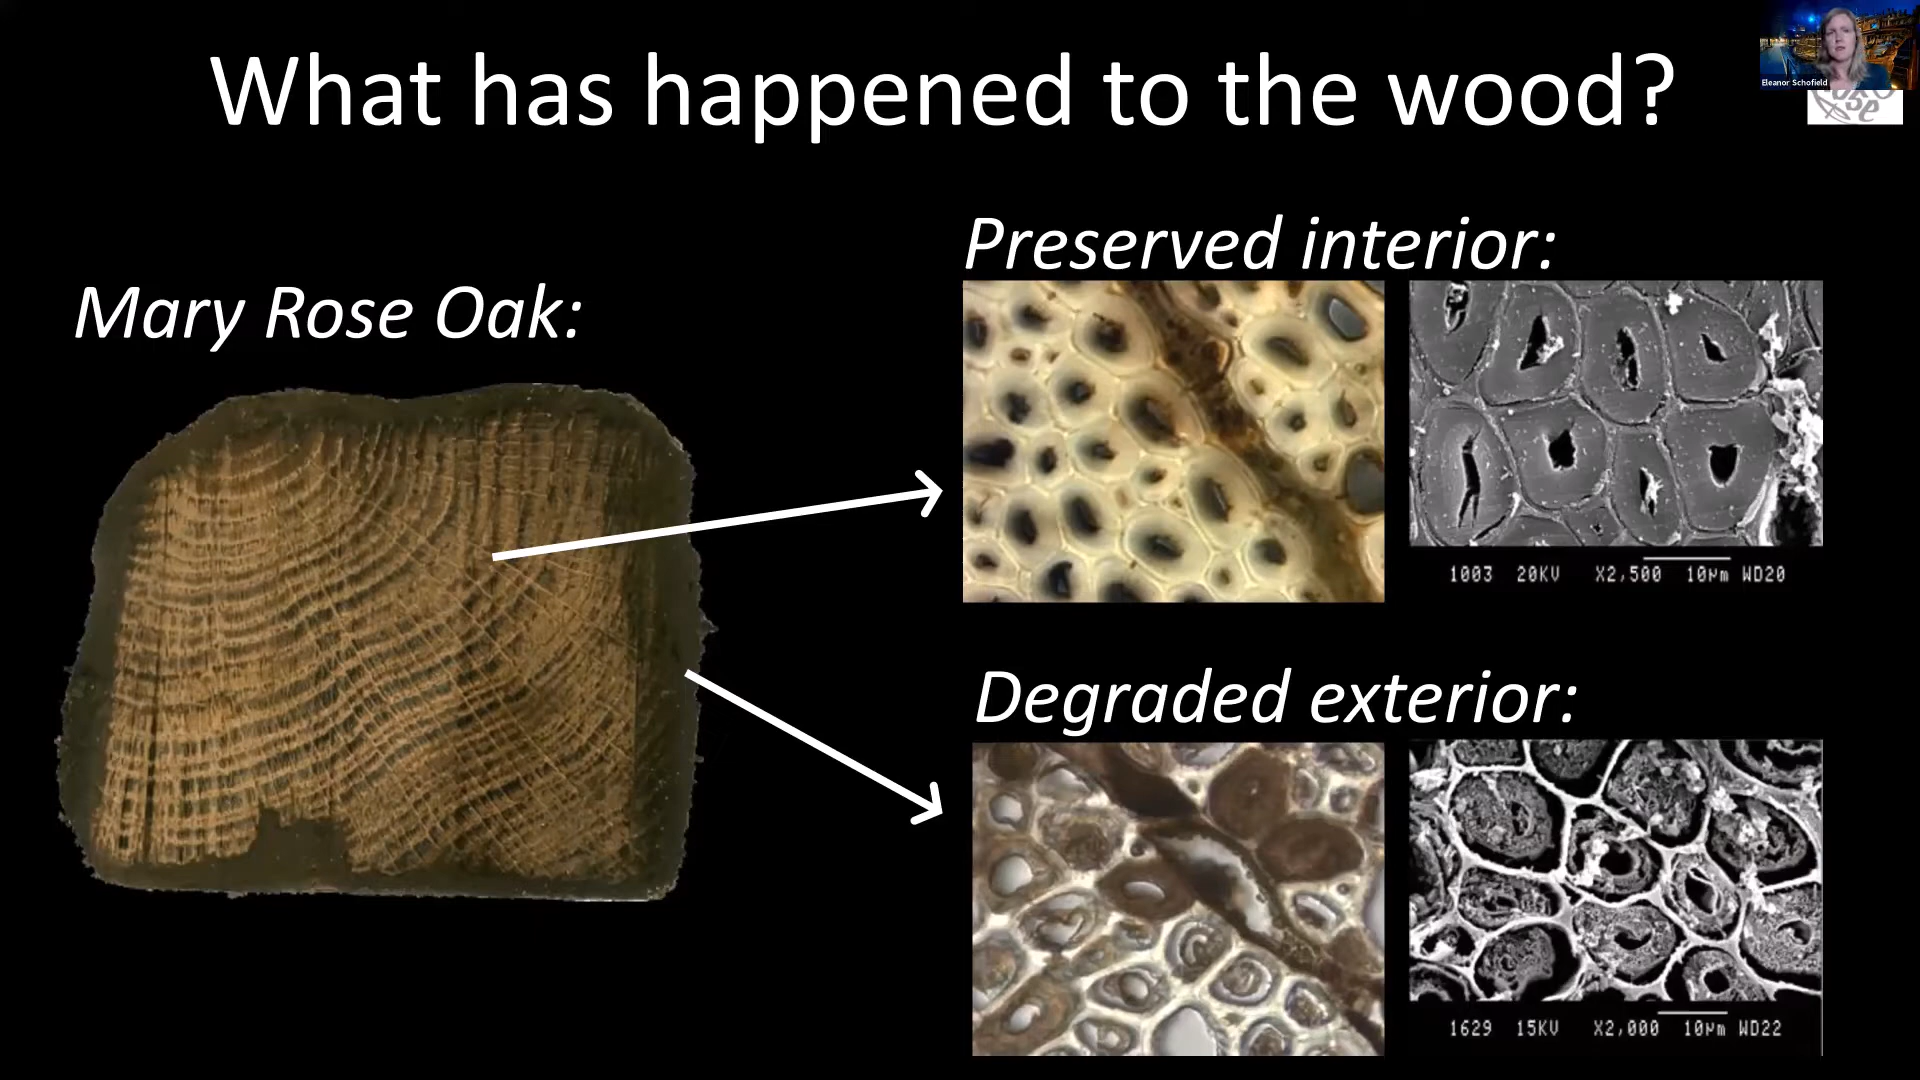 What has happened to the wood?
Eleanor Schofield
Mary Rose Oak:
Preserved interior:
1003 20KV X2,500 10μm WD20
Degraded exterior:
1629 15KV X2,000 10μm WD22